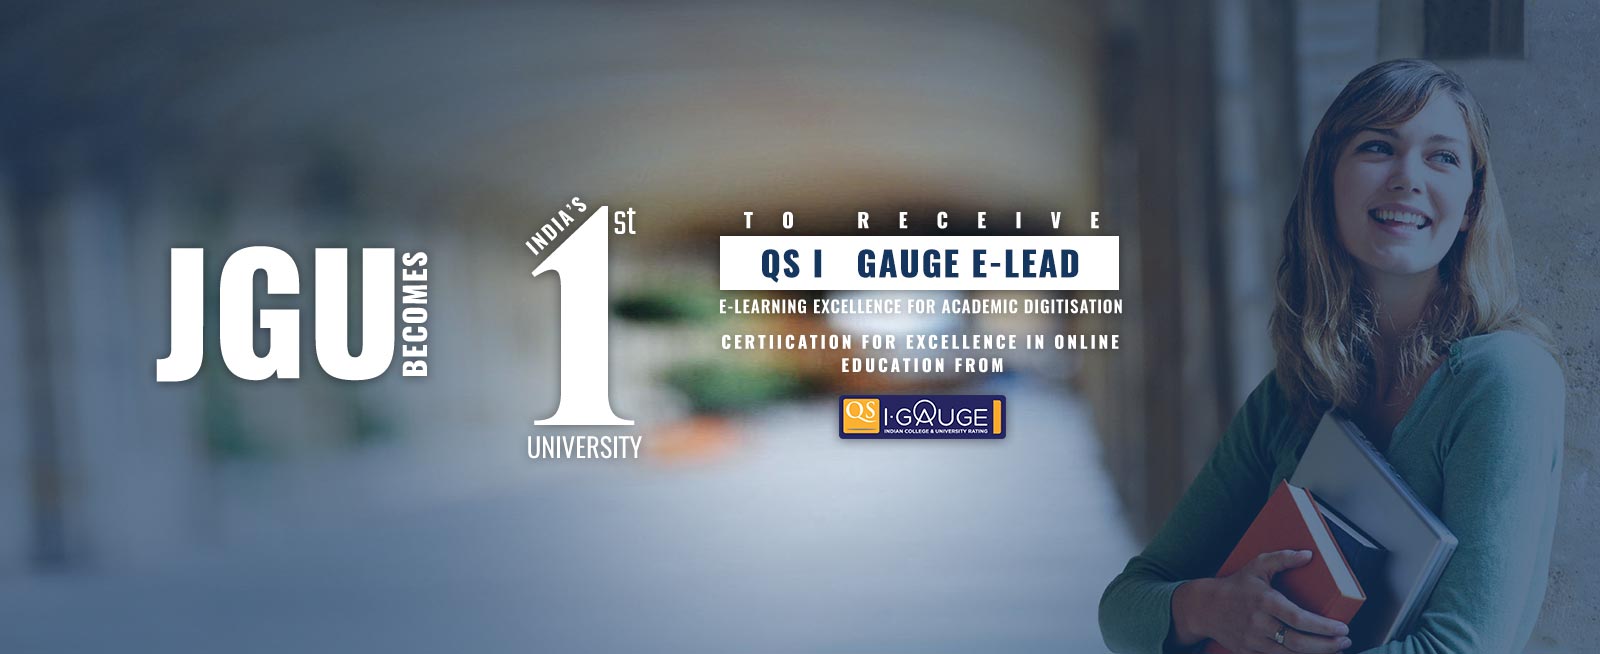 JGU
BECOMES
INDIA'S
1st
UNIVERSITY
TO RECEIVE
QS I GAUGE E-LEAD
E-LEARNING EXCELLENCE FOR ACADEMIC DIGITISATION
CERTIICATION FOR EXCELLENCE IN ONLINE
EDUCATION FROM
QS I·GAUGE
INDIAN COLLEGE & UNIVERSITY RATING